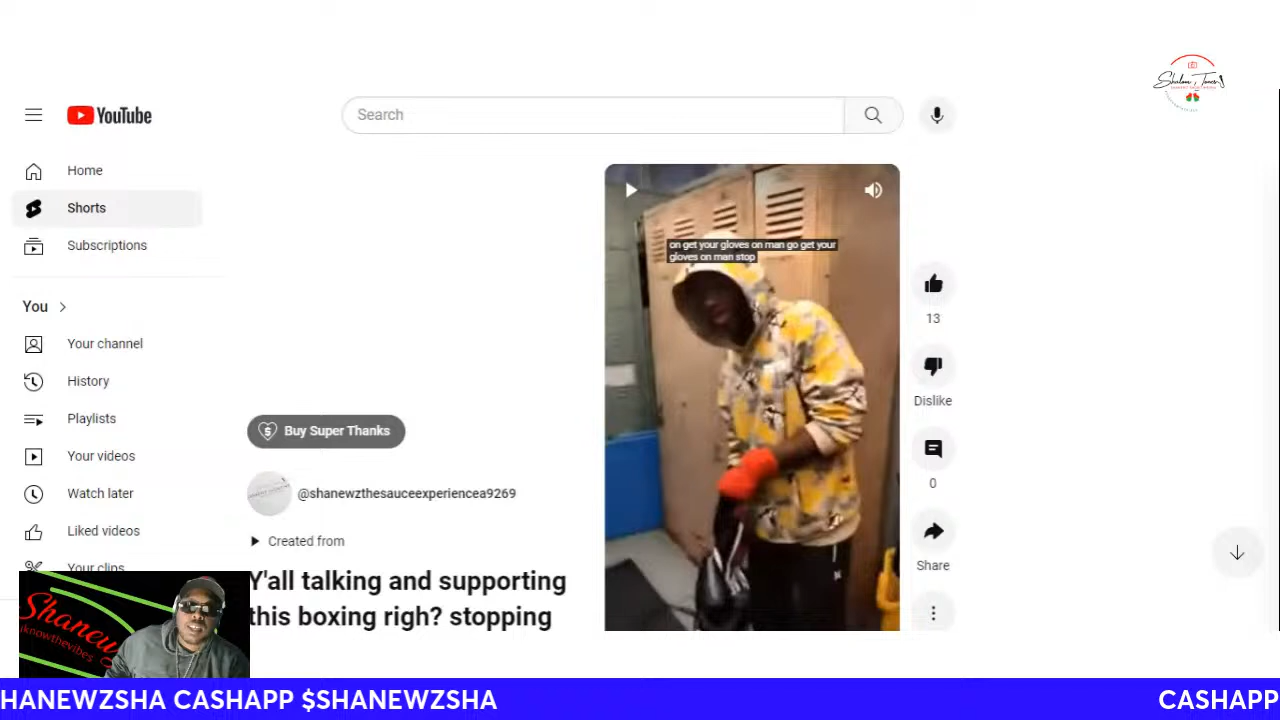 YouTube
Search
Home
Shorts
Subscriptions
You
Your channel
History
Playlists
Your videos
Watch later
Liked videos
Your clips
on get your gloves on man go get your
gloves on man stop
13
Dislike
0
Share
Buy Super Thanks
@shanewzthesauceexperiencea9269
Created from
Y'all talking and supporting
this boxing righ? stopping
Shanew
iknowthevibes
HANEWZSHA CASHAPP $SHANEWZSHA
CASHAPP